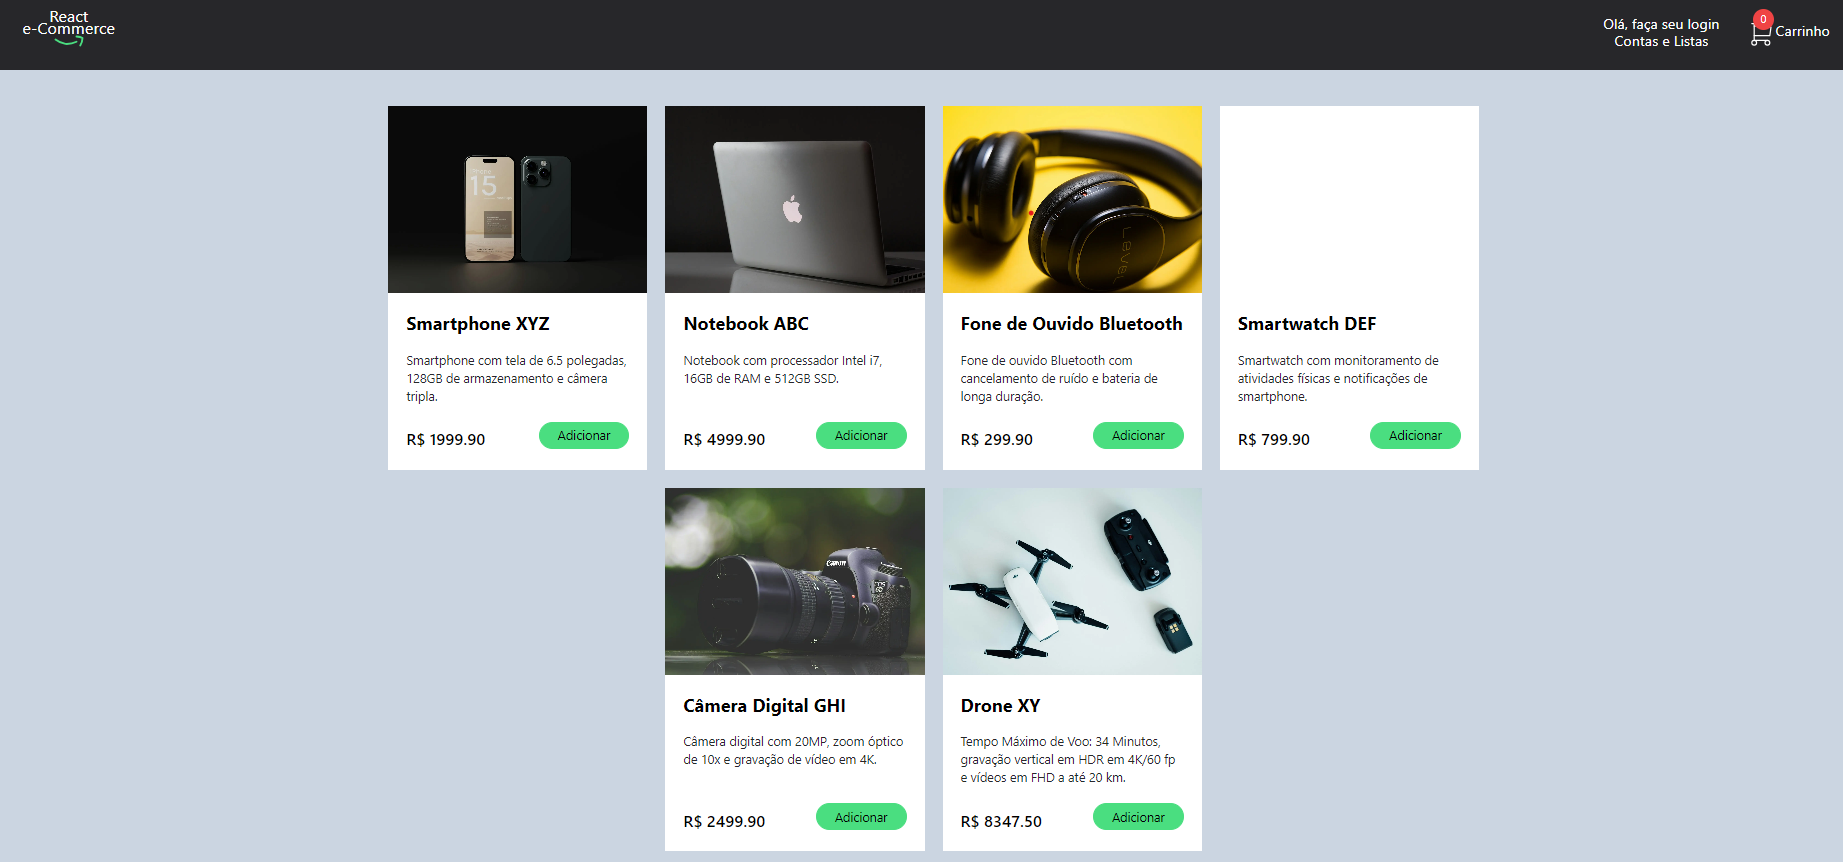 React
e-Commerce
Olá, faça seu login
Contas e Listas
0
Carrinho
15
Smartphone XYZ
Smartphone com tela de 6.5 polegadas,
128GB de armazenamento e câmera
tripla.
R$ 1999.90
Adicionar
Notebook ABC
Notebook com processador Intel i7,
16GB de RAM e 512GB SSD.
R$ 4999.90
Adicionar
LEVEL
Fone de Ouvido Bluetooth
Fone de ouvido Bluetooth com
cancelamento de ruído e bateria de
longa duração.
R$ 299.90
Adicionar
Smartwatch DEF
Smartwatch com monitoramento de
atividades físicas e notificações de
smartphone.
R$ 799.90
Adicionar
Canon
Câmera Digital GHI
Câmera digital com 20MP, zoom óptico
de 10x e gravação de vídeo em 4K.
R$ 2499.90
Adicionar
Drone XY
Tempo Máximo de Voo: 34 Minutos,
gravação vertical em HDR em 4K/60 fp
e vídeos em FHD a até 20 km.
R$ 8347.50
Adicionar